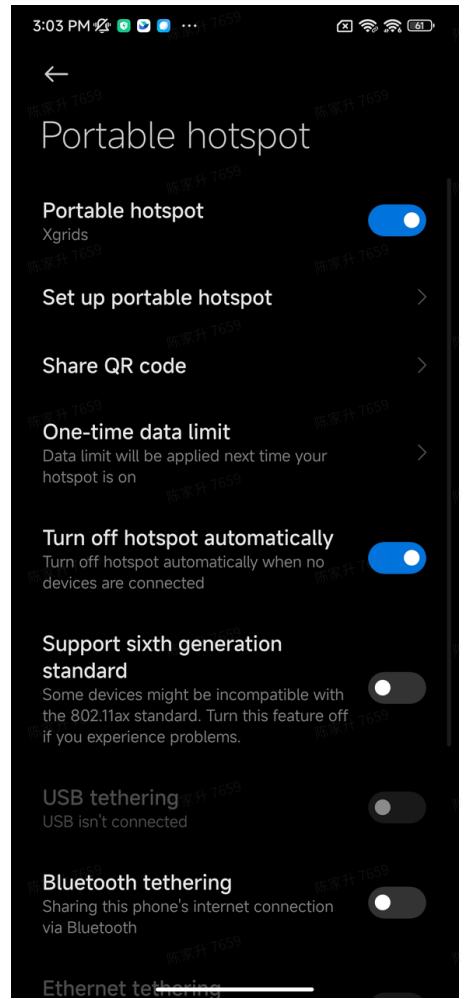 3:03 PM
61
Portable hotspot
Portable hotspot
Xgrids
Set up portable hotspot
Share QR code
One-time data limit
Data limit will be applied next time your
hotspot is on
Turn off hotspot automatically
Turn off hotspot automatically when no
devices are connected
Support sixth generation
standard
Some devices might be incompatible with
the 802.11ax standard. Turn this feature off
if you experience problems.
USB tethering
USB isn't connected
Bluetooth tethering
Sharing this phone's internet connection
via Bluetooth
Ethernet tethering
陈家升 7659